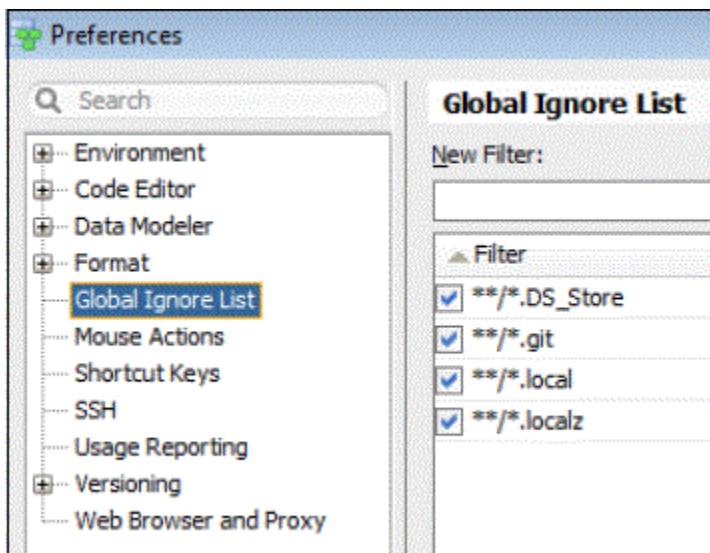 Preferences
Search
Environment
Code Editor
Data Modeler
Format
Global Ignore List
Mouse Actions
Shortcut Keys
SSH
Usage Reporting
Versioning
Web Browser and Proxy
Global Ignore List
New Filter:
Filter
**/*.DS_Store
**/*.git
**/*.local
**/*.localz